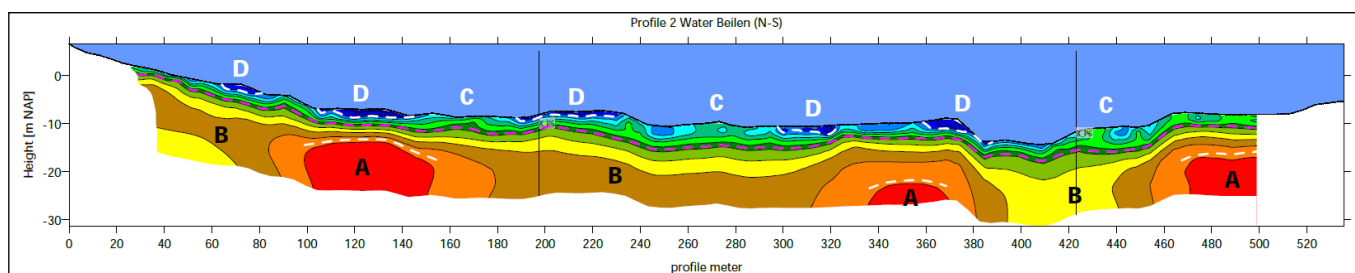 Profile 2 Water Beilen (N-S)
Height [m NAP]
0
-10
-20
-30
D
D
C
D
C
D
D
C
P5
P6
B
A
B
A
B
A
0 20 40 60 80 100 120 140 160 180 200 220 240 260 280 300 320 340 360 380 400 420 440 460 480 500 520
profile meter